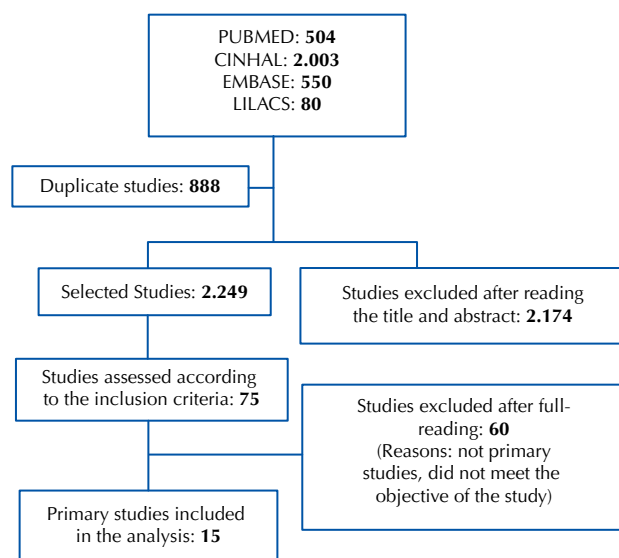 PUBMED: 504
CINHAL: 2.003
EMBASE: 550
LILACS: 80
Duplicate studies: 888
Selected Studies: 2.249
Studies excluded after reading
the title and abstract: 2.174
Studies assessed according
to the inclusion criteria: 75
Studies excluded after full-
reading: 60
(Reasons: not primary
studies, did not meet the
objective of the study)
Primary studies included
in the analysis: 15